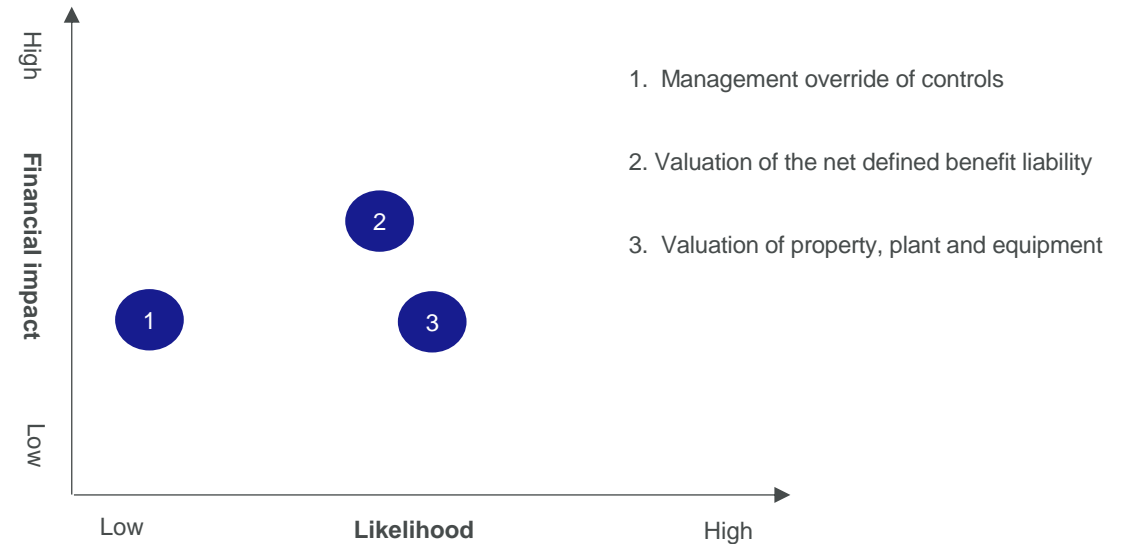 High
Financial impact
Low
1
2
3
Low
Likelihood
High
1. Management override of controls
2. Valuation of the net defined benefit liability
3. Valuation of property, plant and equipment